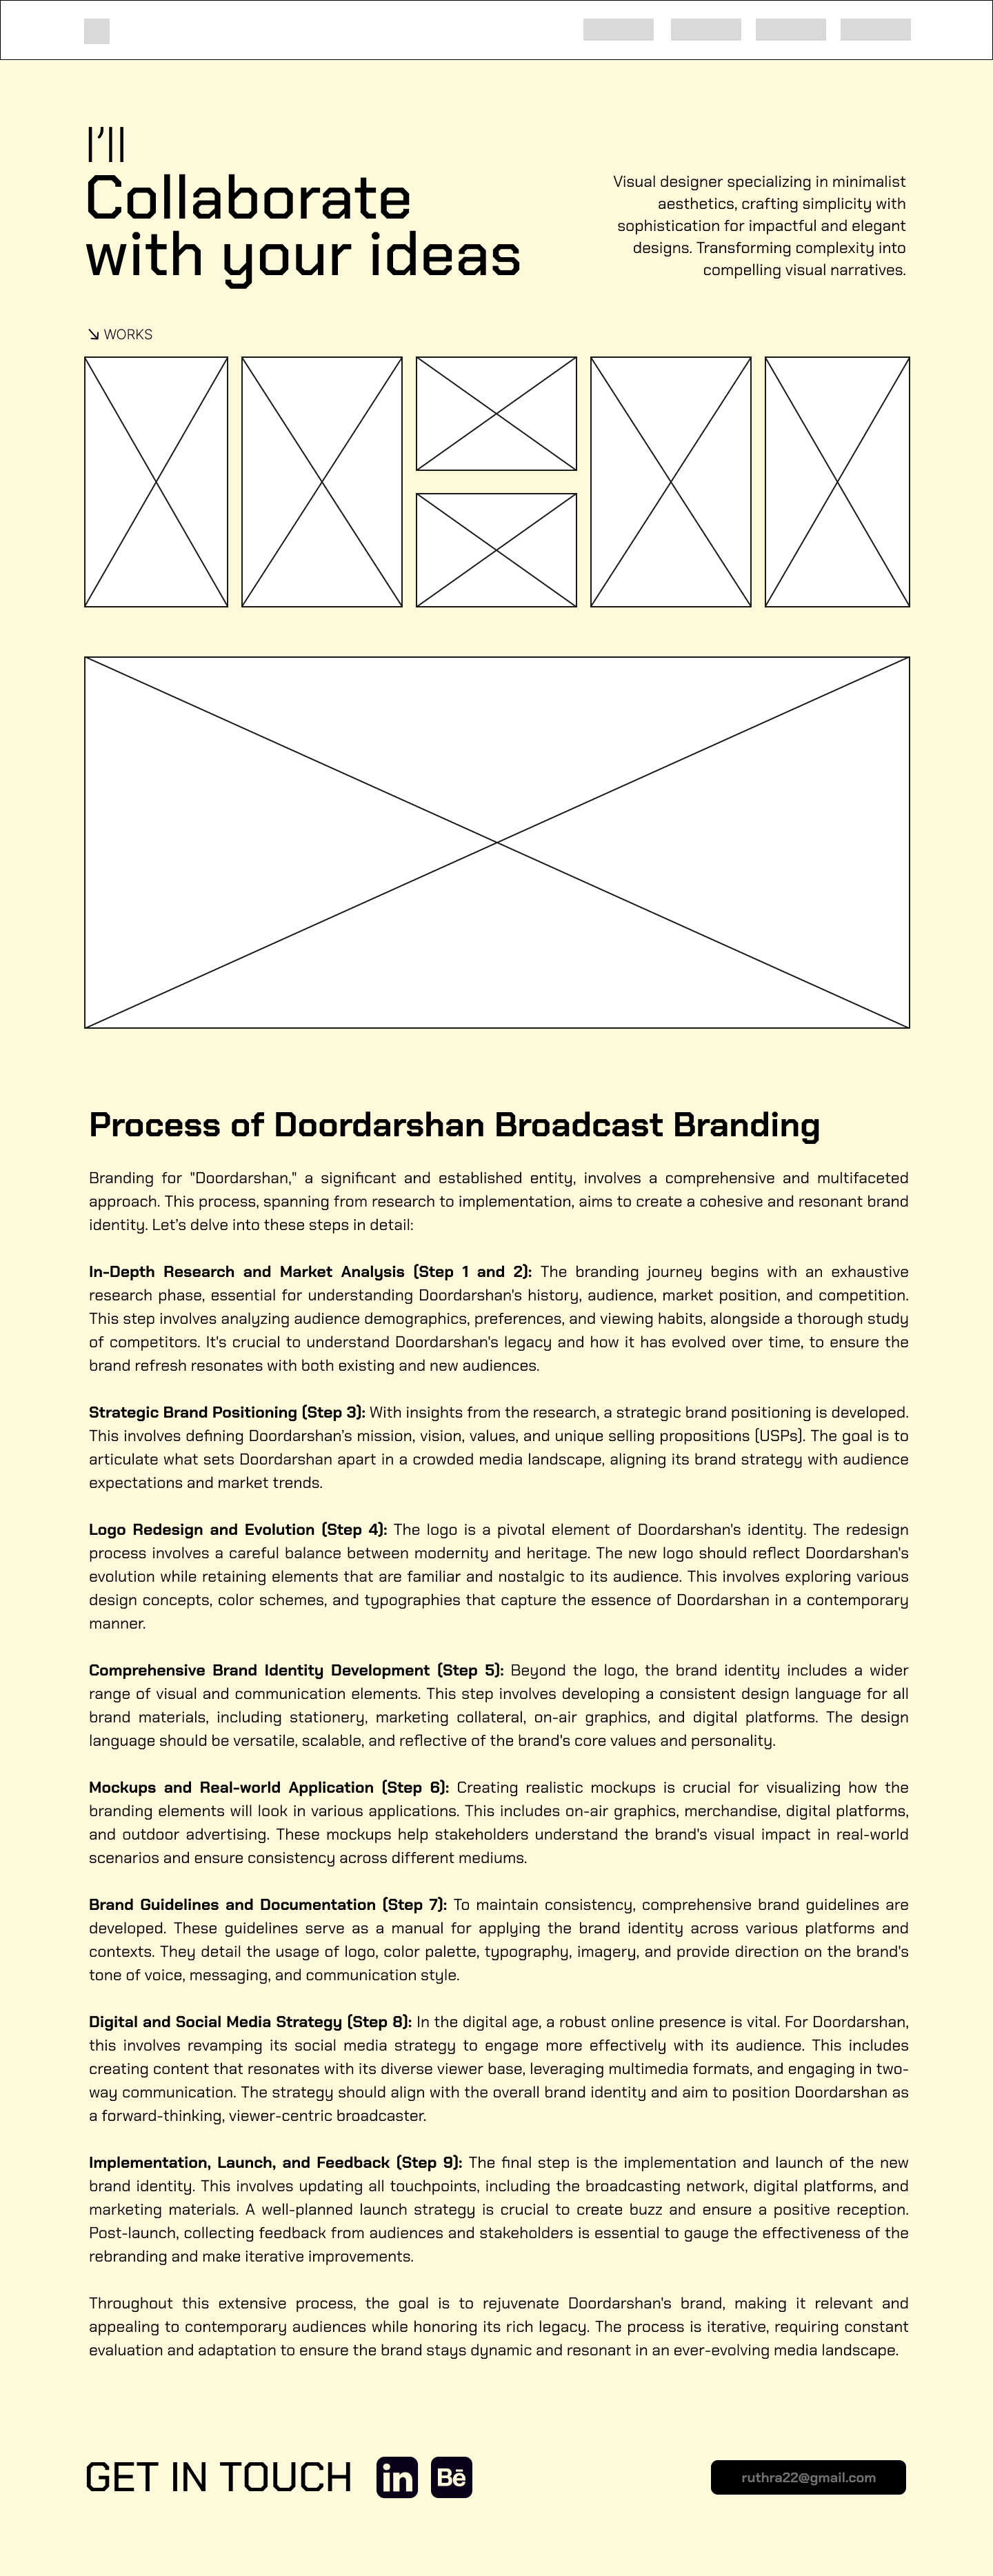 I’ll
Collaborate
with your ideas
Visual designer specializing in minimalist
aesthetics, crafting simplicity with
sophistication for impactful and elegant
designs. Transforming complexity into
compelling visual narratives.
WORKS
Process of Doordarshan Broadcast Branding
Branding for "Doordarshan," a significant and established entity, involves a comprehensive and multifaceted
approach. This process, spanning from research to implementation, aims to create a cohesive and resonant brand
identity. Let’s delve into these steps in detail:
In-Depth Research and Market Analysis (Step 1 and 2): The branding journey begins with an exhaustive
research phase, essential for understanding Doordarshan's history, audience, market position, and competition.
This step involves analyzing audience demographics, preferences, and viewing habits, alongside a thorough study
of competitors. It's crucial to understand Doordarshan's legacy and how it has evolved over time, to ensure the
brand refresh resonates with both existing and new audiences.
Strategic Brand Positioning (Step 3): With insights from the research, a strategic brand positioning is developed.
This involves defining Doordarshan’s mission, vision, values, and unique selling propositions (USPs). The goal is to
articulate what sets Doordarshan apart in a crowded media landscape, aligning its brand strategy with audience
expectations and market trends.
Logo Redesign and Evolution (Step 4): The logo is a pivotal element of Doordarshan's identity. The redesign
process involves a careful balance between modernity and heritage. The new logo should reflect Doordarshan's
evolution while retaining elements that are familiar and nostalgic to its audience. This involves exploring various
design concepts, color schemes, and typographies that capture the essence of Doordarshan in a contemporary
manner.
Comprehensive Brand Identity Development (Step 5): Beyond the logo, the brand identity includes a wider
range of visual and communication elements. This step involves developing a consistent design language for all
brand materials, including stationery, marketing collateral, on-air graphics, and digital platforms. The design
language should be versatile, scalable, and reflective of the brand's core values and personality.
Mockups and Real-world Application (Step 6): Creating realistic mockups is crucial for visualizing how the
branding elements will look in various applications. This includes on-air graphics, merchandise, digital platforms,
and outdoor advertising. These mockups help stakeholders understand the brand's visual impact in real-world
scenarios and ensure consistency across different mediums.
Brand Guidelines and Documentation (Step 7): To maintain consistency, comprehensive brand guidelines are
developed. These guidelines serve as a manual for applying the brand identity across various platforms and
contexts. They detail the usage of logo, color palette, typography, imagery, and provide direction on the brand's
tone of voice, messaging, and communication style.
Digital and Social Media Strategy (Step 8): In the digital age, a robust online presence is vital. For Doordarshan,
this involves revamping its social media strategy to engage more effectively with its audience. This includes
creating content that resonates with its diverse viewer base, leveraging multimedia formats, and engaging in two-
way communication. The strategy should align with the overall brand identity and aim to position Doordarshan as
a forward-thinking, viewer-centric broadcaster.
Implementation, Launch, and Feedback (Step 9): The final step is the implementation and launch of the new
brand identity. This involves updating all touchpoints, including the broadcasting network, digital platforms, and
marketing materials. A well-planned launch strategy is crucial to create buzz and ensure a positive reception.
Post-launch, collecting feedback from audiences and stakeholders is essential to gauge the effectiveness of the
rebranding and make iterative improvements.
Throughout this extensive process, the goal is to rejuvenate Doordarshan's brand, making it relevant and
appealing to contemporary audiences while honoring its rich legacy. The process is iterative, requiring constant
evaluation and adaptation to ensure the brand stays dynamic and resonant in an ever-evolving media landscape.
GET IN TOUCH
in
Bē
ruthra22@gmail.com